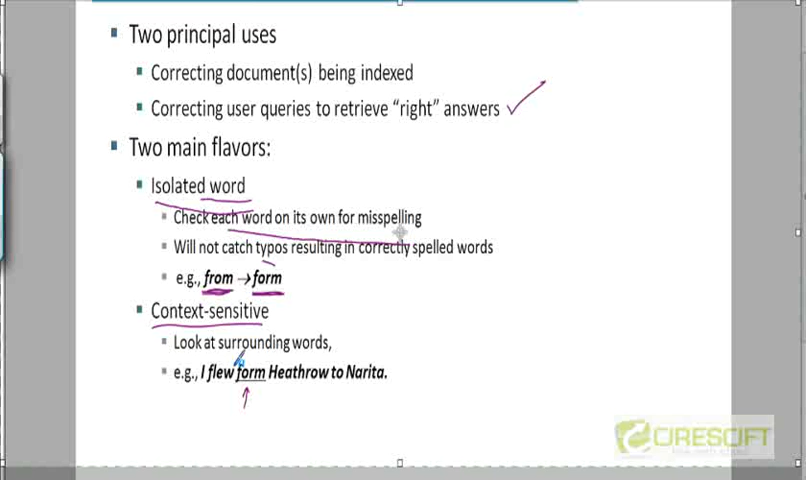 Two principal uses
Correcting document(s) being indexed
Correcting user queries to retrieve “right” answers
Two main flavors:
Isolated word
Check each word on its own for misspelling
Will not catch typos resulting in correctly spelled words
e.g., from → form
Context-sensitive
Look at surrounding words,
e.g., I flew form Heathrow to Narita.